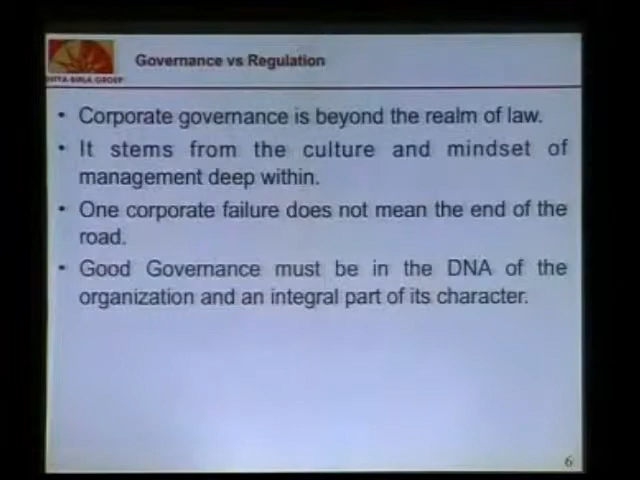 Governance vs Regulation
BIRLA GROUP
• Corporate governance is beyond the realm of law.
• It stems from the culture and mindset of
management deep within.
• One corporate failure does not mean the end of the
road.
• Good Governance must be in the DNA of the
organization and an integral part of its character.
6